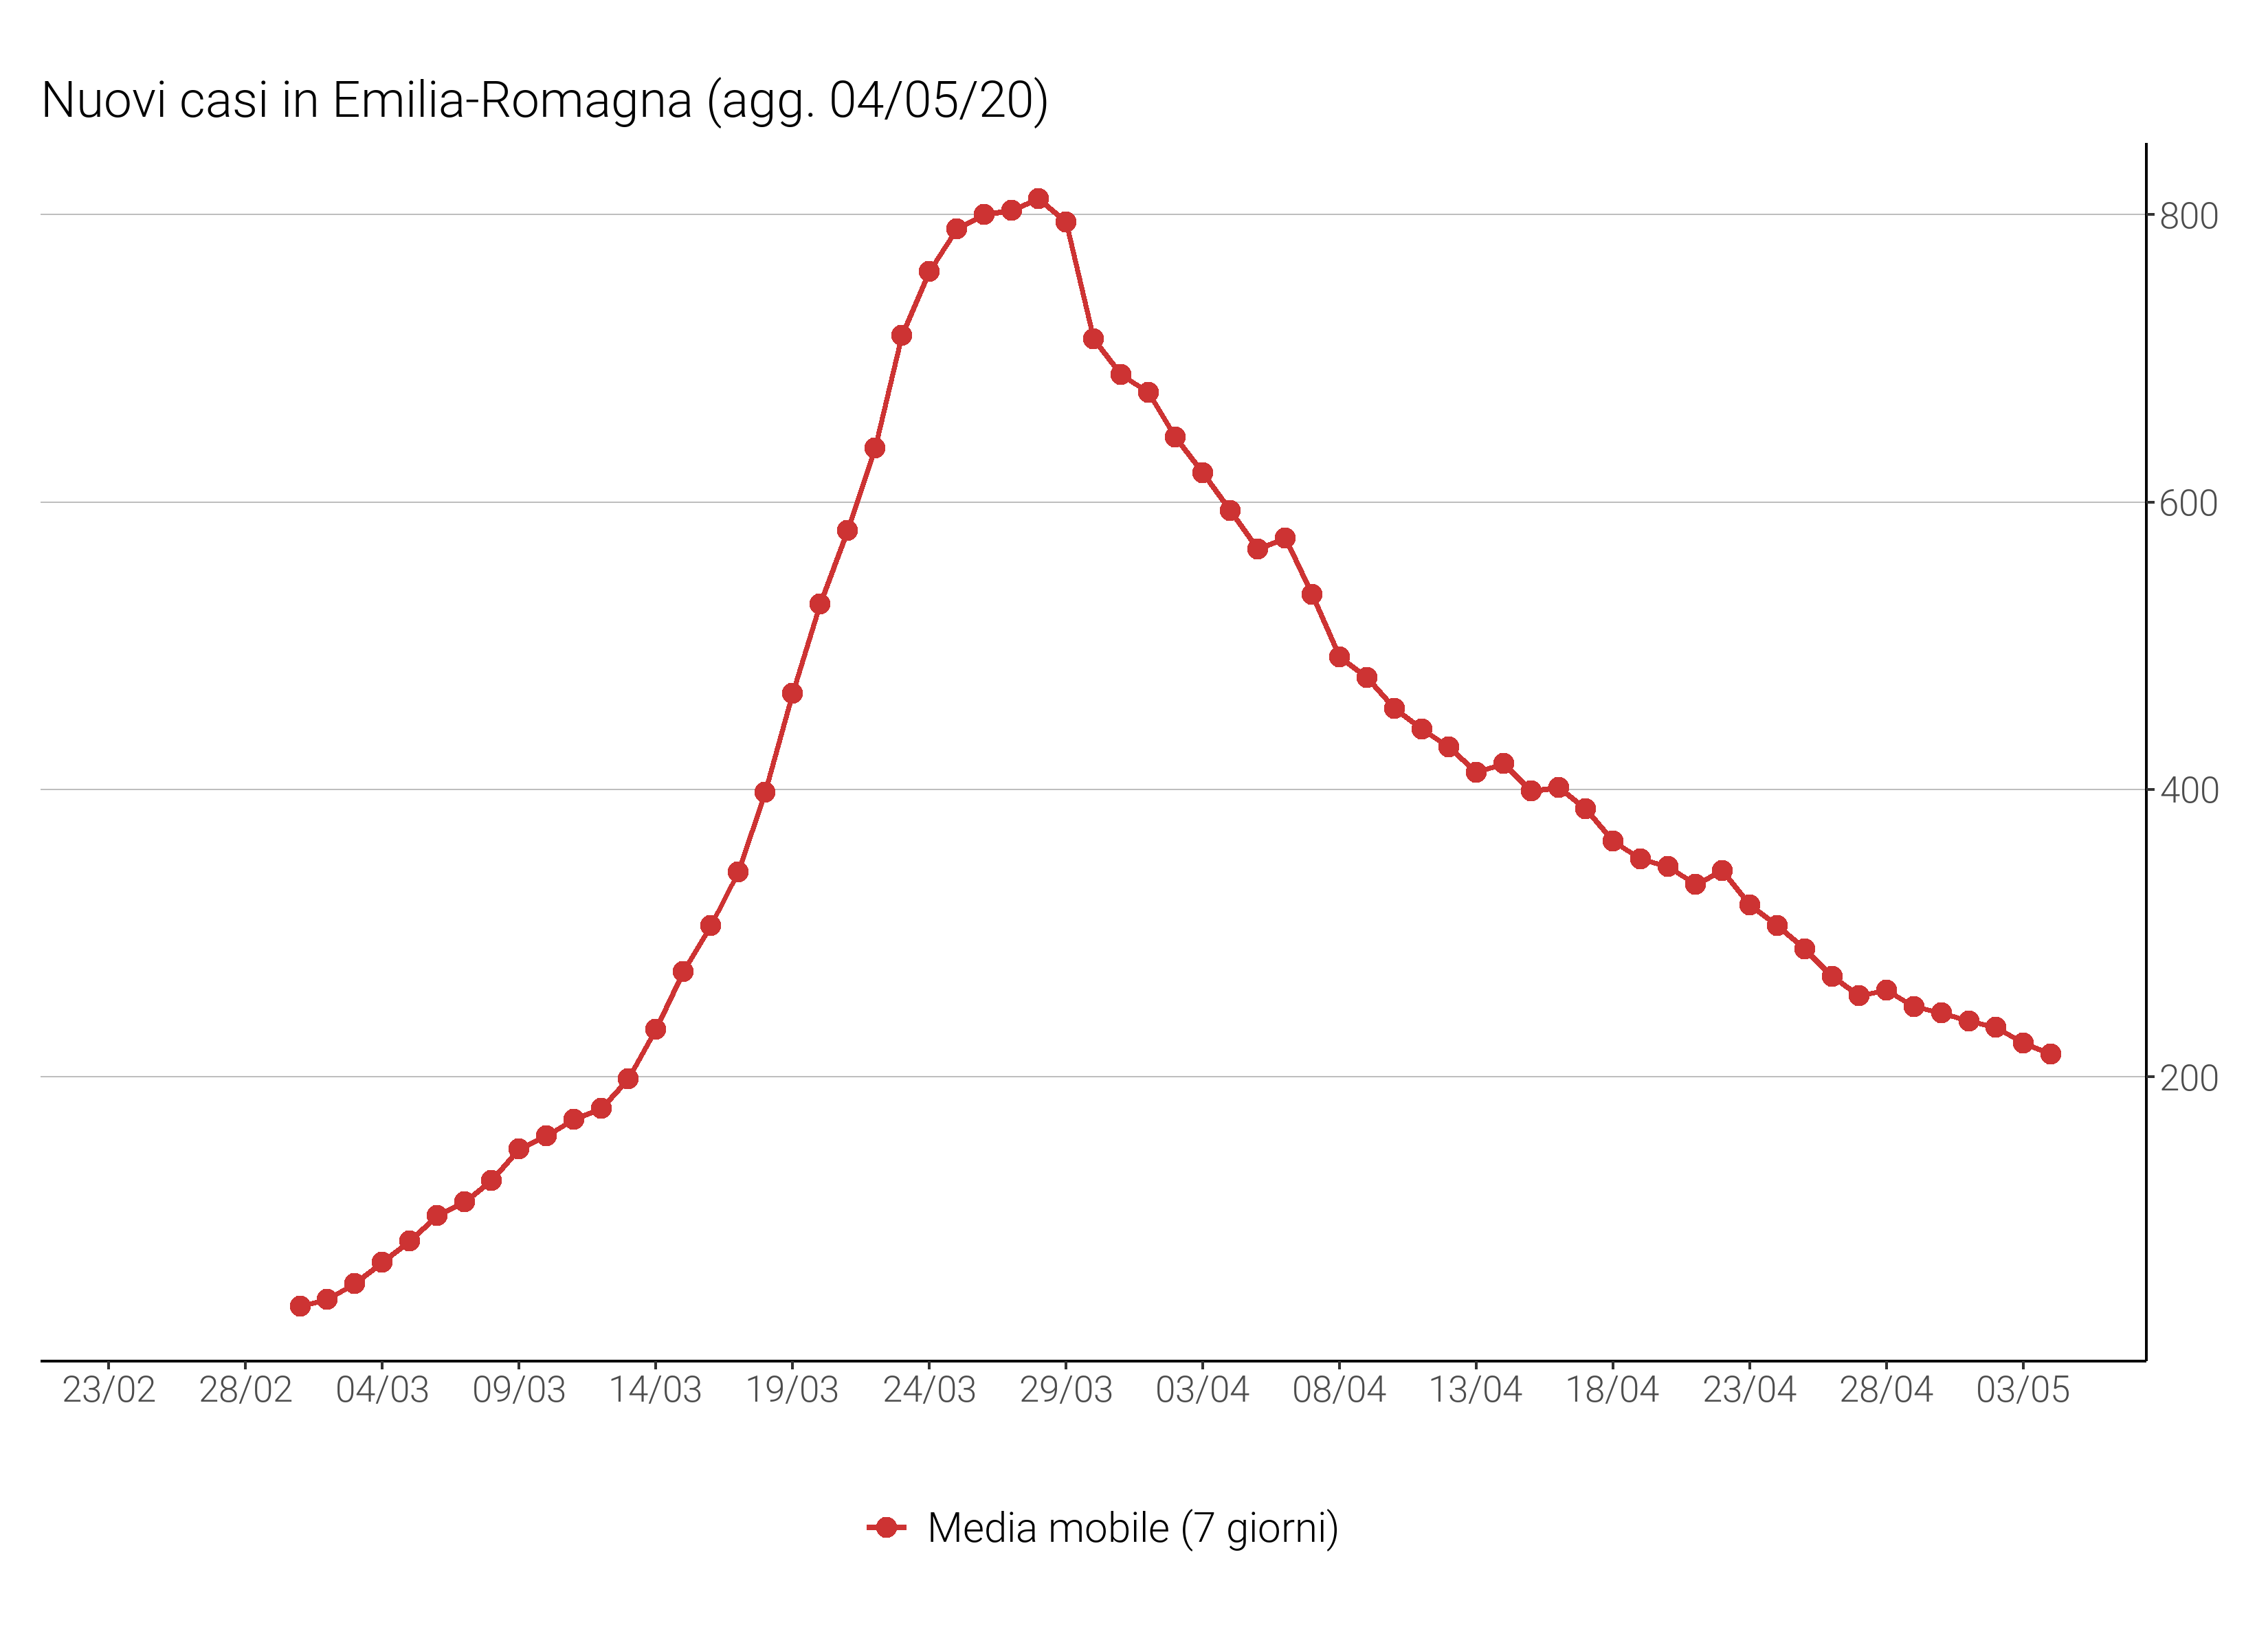 Nuovi casi in Emilia-Romagna (agg. 04/05/20)
800
600
400
200
23/02 28/02 04/03 09/03 14/03 19/03 24/03 29/03 03/04 08/04 13/04 18/04 23/04 28/04 03/05
Media mobile (7 giorni)